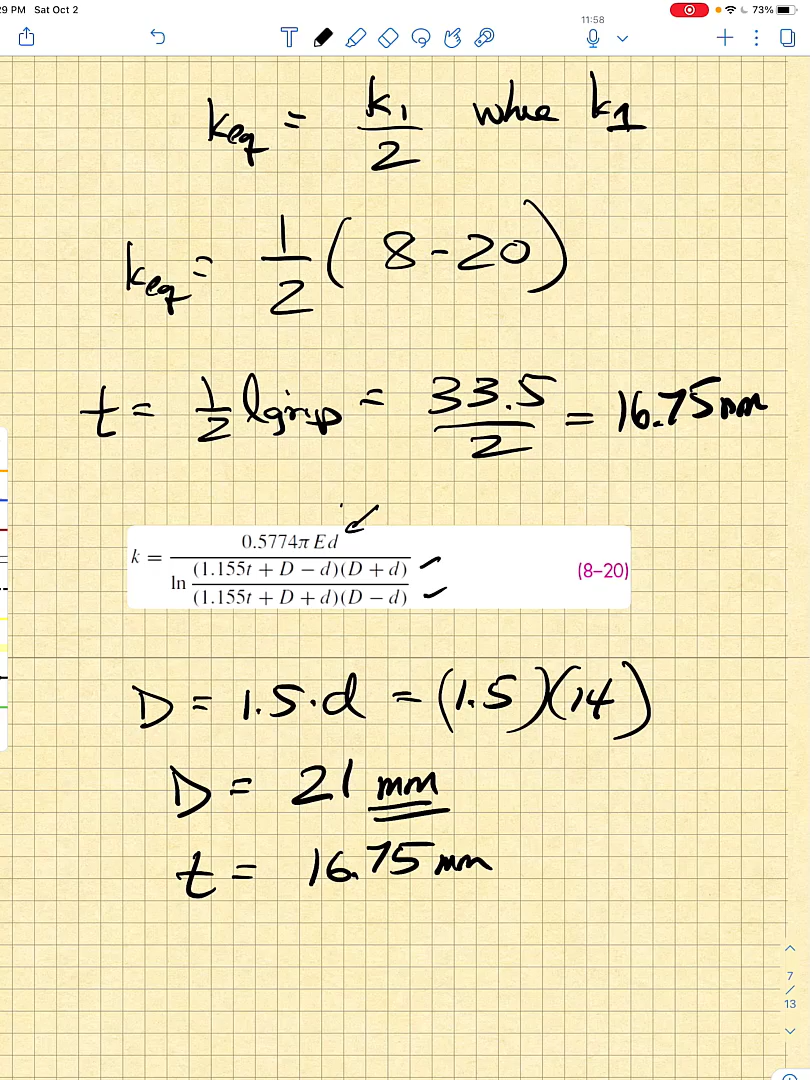 29 PM Sat Oct 2
73%
11:58
T
keq = k1/2 where k1
keq = 1/2 ( 8-20)
t = 1/2 lgrip = 33.5/2 = 16.75mm
k = 0.5774π Ed / ln (1.155t + D − d)(D + d) / (1.155t + D + d)(D − d) (8–20)
D = 1.5·d = (1.5)(14)
D = 21 mm
t = 16.75 mm
7
/
13